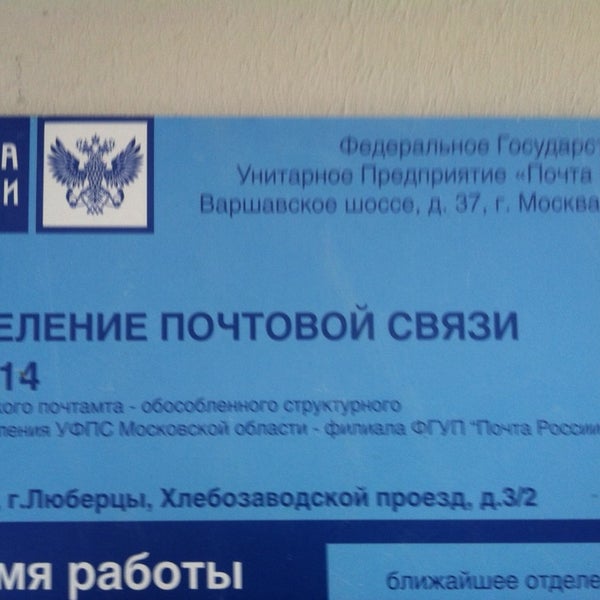 А
И
Федеральное Государст
Унитарное Предприятие «Почта
Варшавское шоссе, д. 37, г. Москва
ЕЛЕНИЕ ПОЧТОВОЙ СВЯЗИ
14
ого почтамта - обособленного структурного
ления УФПС Московской области - филиала ФГУП "Почта России
, г.Люберцы, Хлебозаводской проезд, д.3/2
мя работы
ближайшее отделе